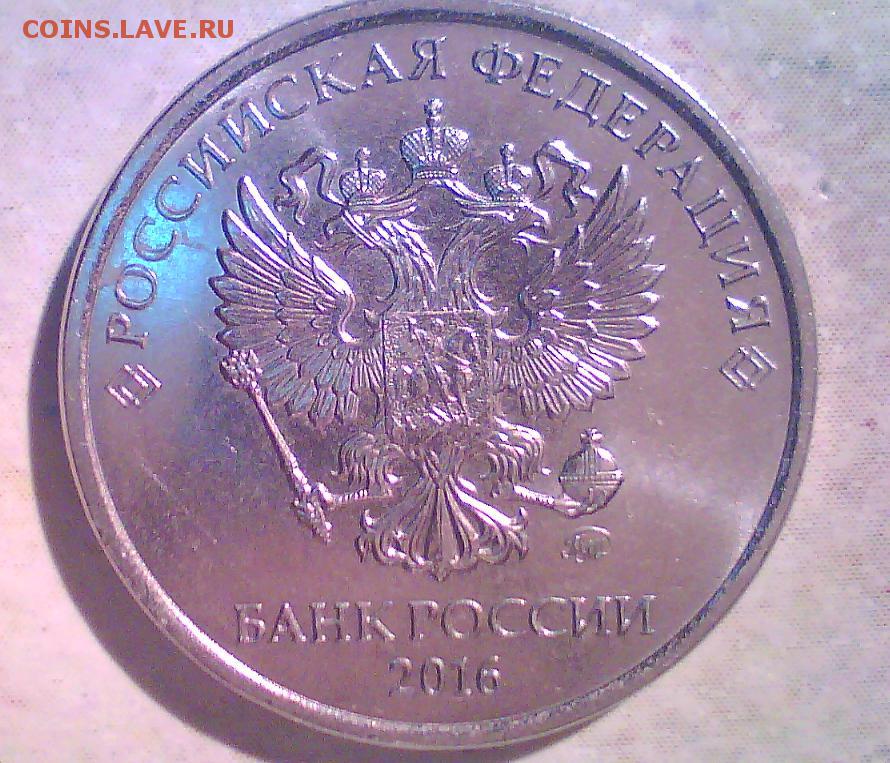 COINS.LAVE.RU
РОССИЙСКАЯ ФЕДЕРАЦИЯ
БАНК РОССИИ
2016